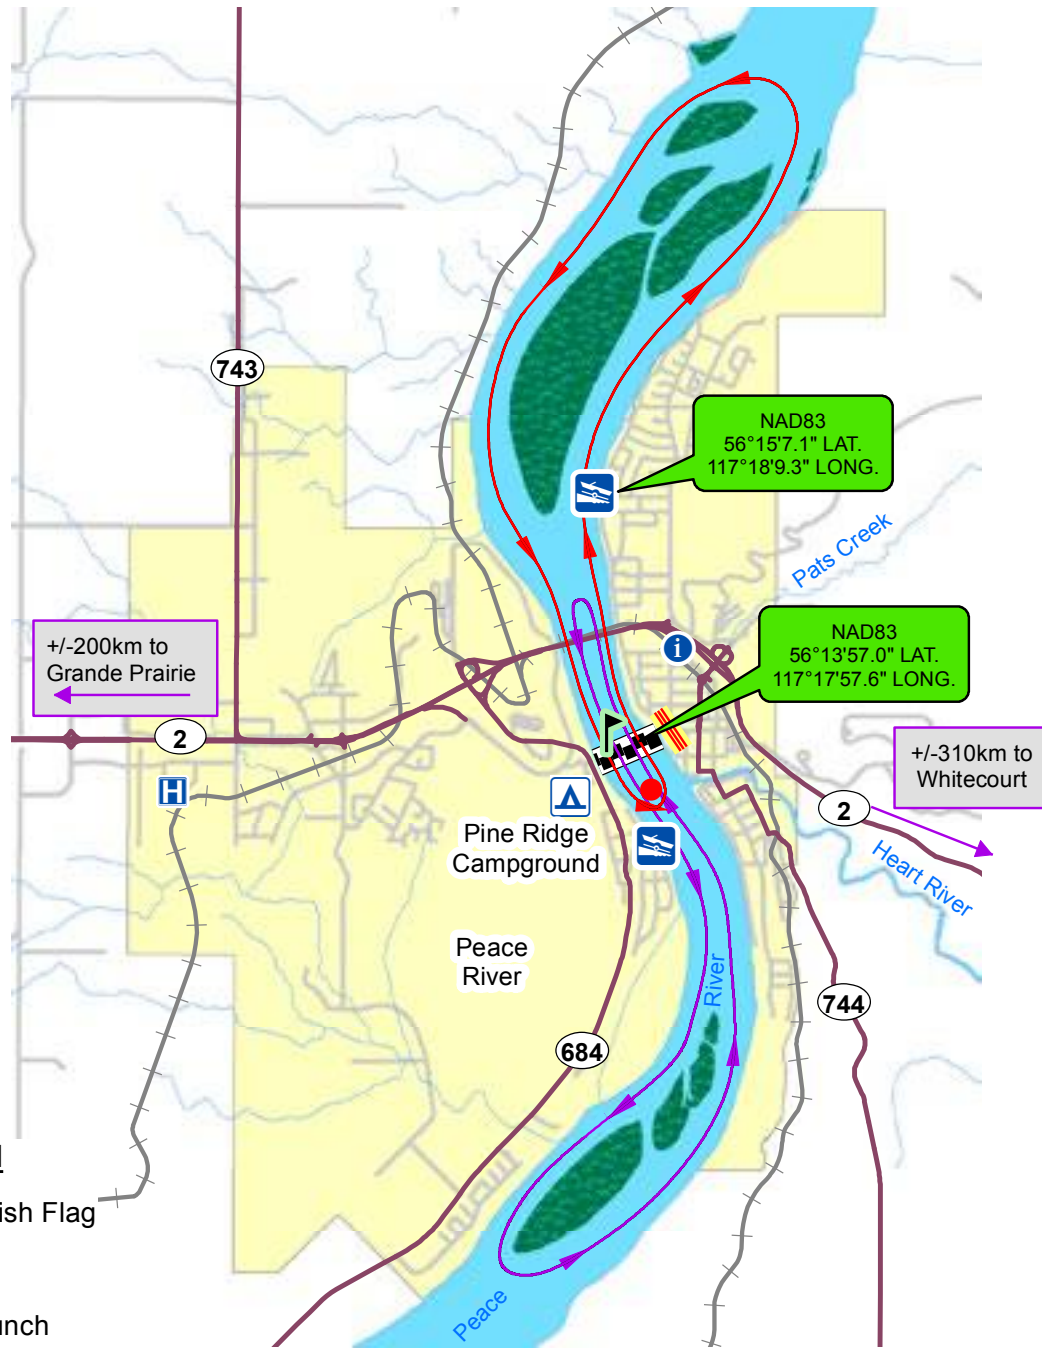 743
NAD83
56°15'7.1" LAT.
117°18'9.3" LONG.
Pats Creek
+/-200km to
Grande Prairie
i
NAD83
56°13'57.0" LAT.
117°17'57.6" LONG.
2
H
+/-310km to
Whitecourt
2
Pine Ridge
Campground
Heart River
Peace
River
River
744
684
ish Flag
Peace
unch